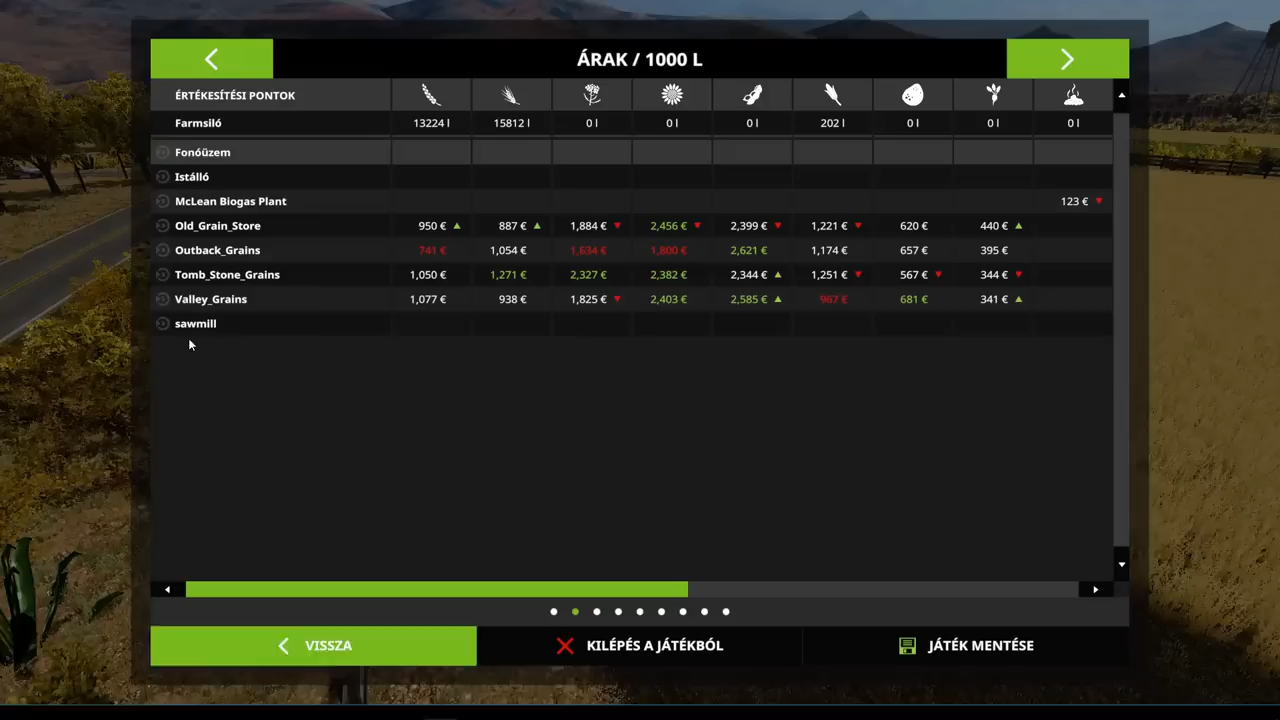 ÁRAK / 1000 L
ÉRTÉKESÍTÉSI PONTOK
Farmsiló 13224 l 15812 l 0 l 0 l 0 l 202 l 0 l 0 l 0 l
Fonóüzem
Istálló
McLean Biogas Plant 123 €
Old_Grain_Store 950 € 887 € 1,884 € 2,456 € 2,399 € 1,221 € 620 € 440 €
Outback_Grains 741 € 1,054 € 1,634 € 1,800 € 2,621 € 1,174 € 657 € 395 €
Tomb_Stone_Grains 1,050 € 1,271 € 2,327 € 2,382 € 2,344 € 1,251 € 567 € 344 €
Valley_Grains 1,077 € 938 € 1,825 € 2,403 € 2,585 € 967 € 681 € 341 €
sawmill
VISSZA KILÉPÉS A JÁTÉKBÓL JÁTÉK MENTÉSE